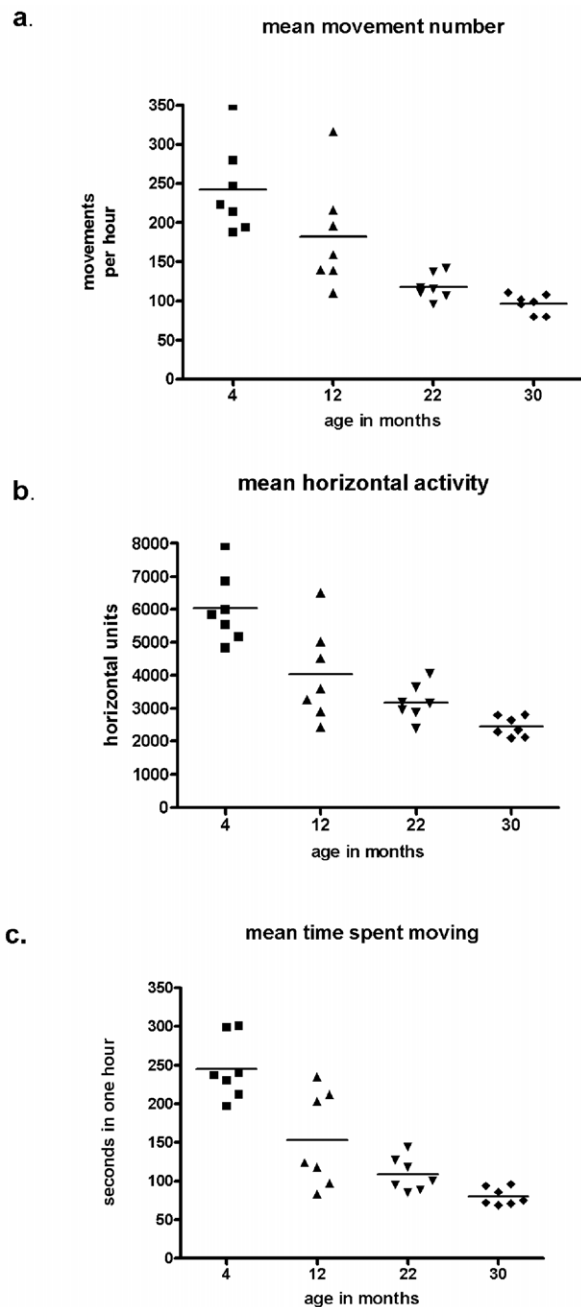 a.
mean movement number
movements
per hour
350
300
250
200
150
100
50
0
4 12 22 30
age in months
b.
mean horizontal activity
horizontal units
8000
7000
6000
5000
4000
3000
2000
1000
0
4 12 22 30
age in months
c.
mean time spent moving
seconds in one hour
350
300
250
200
150
100
50
0
4 12 22 30
age in months